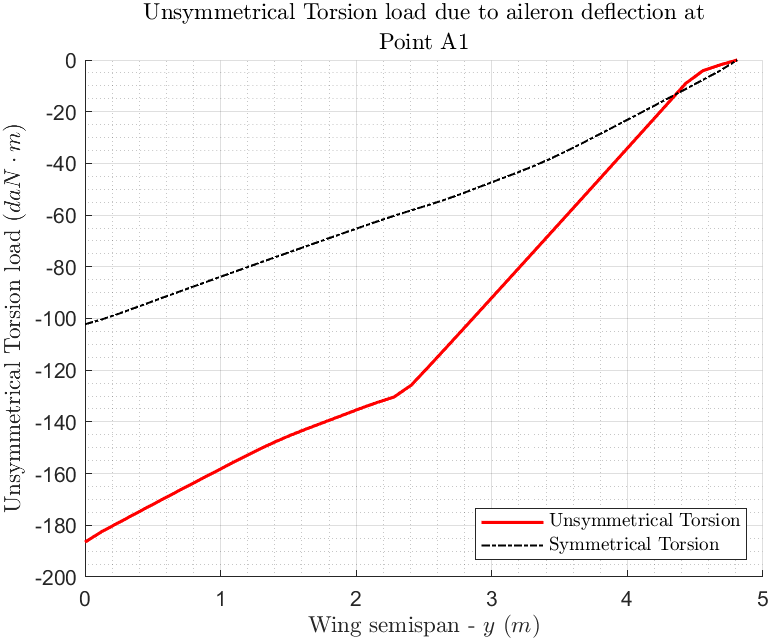 Unsymmetrical Torsion load due to aileron deflection at
Point A1
Unsymmetrical Torsion load (daN · m)
0
-20
-40
-60
-80
-100
-120
-140
-160
-180
-200
Unsymmetrical Torsion
Symmetrical Torsion
0 1 2 3 4 5
Wing semispan - y (m)